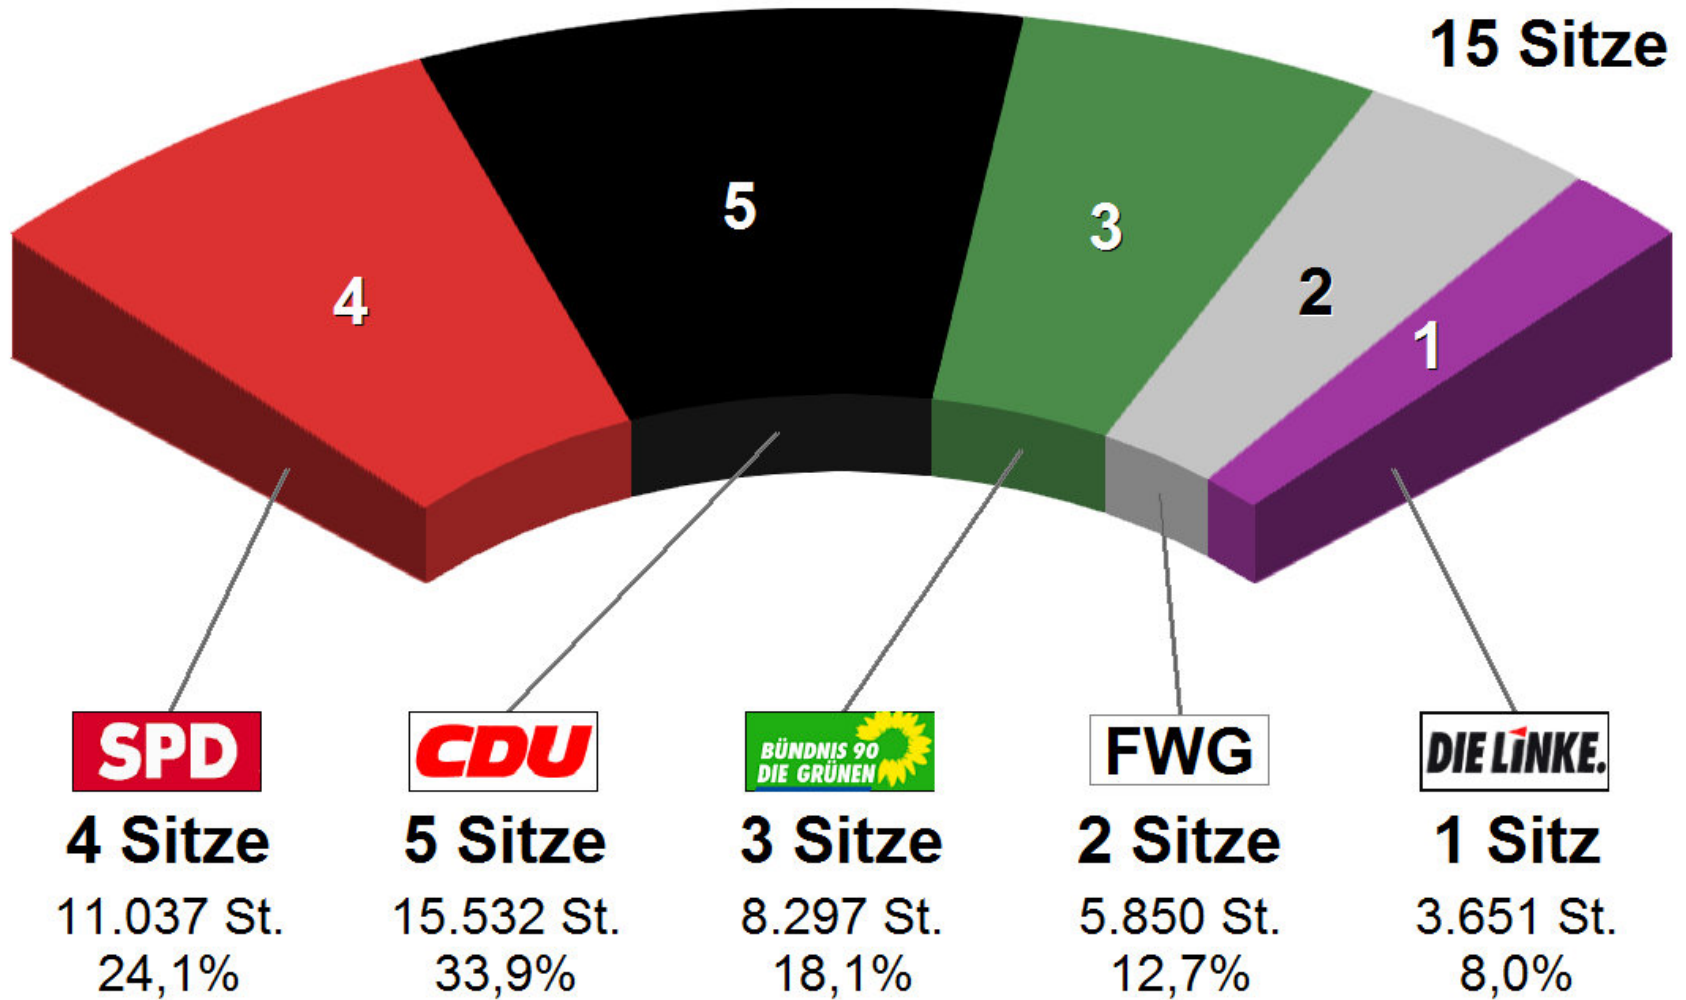 15 Sitze
4
5
3
2
1
SPD
CDU
BÜNDNIS 90
DIE GRÜNEN
FWG
DIE LINKE.
4 Sitze
5 Sitze
3 Sitze
2 Sitze
1 Sitz
11.037 St.
15.532 St.
8.297 St.
5.850 St.
3.651 St.
24,1%
33,9%
18,1%
12,7%
8,0%